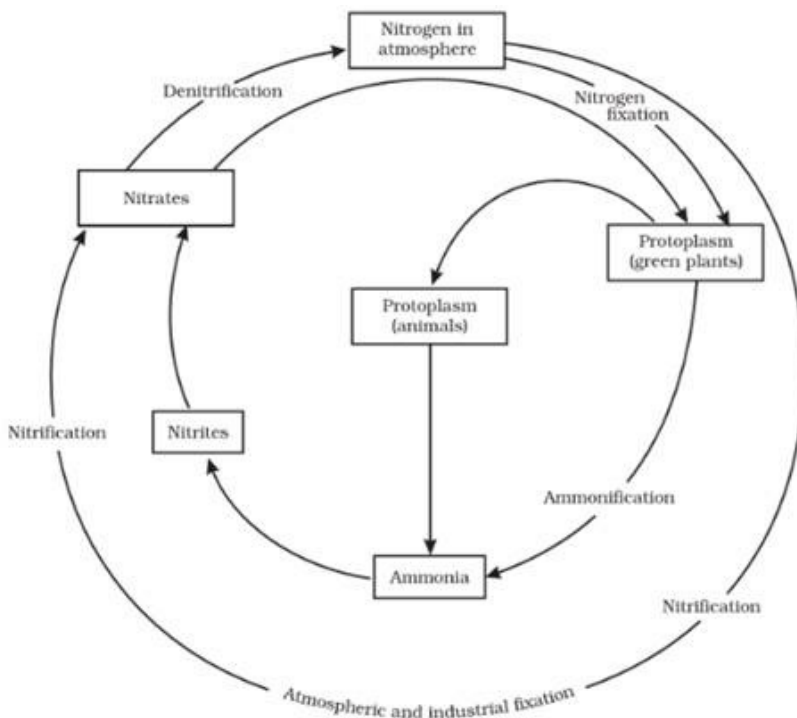 Nitrogen in
atmosphere
Denitrification
Nitrogen
fixation
Nitrates
Protoplasm
(green plants)
Protoplasm
(animals)
Nitrites
Nitrification
Ammonification
Ammonia
Nitrification
Atmospheric and industrial fixation